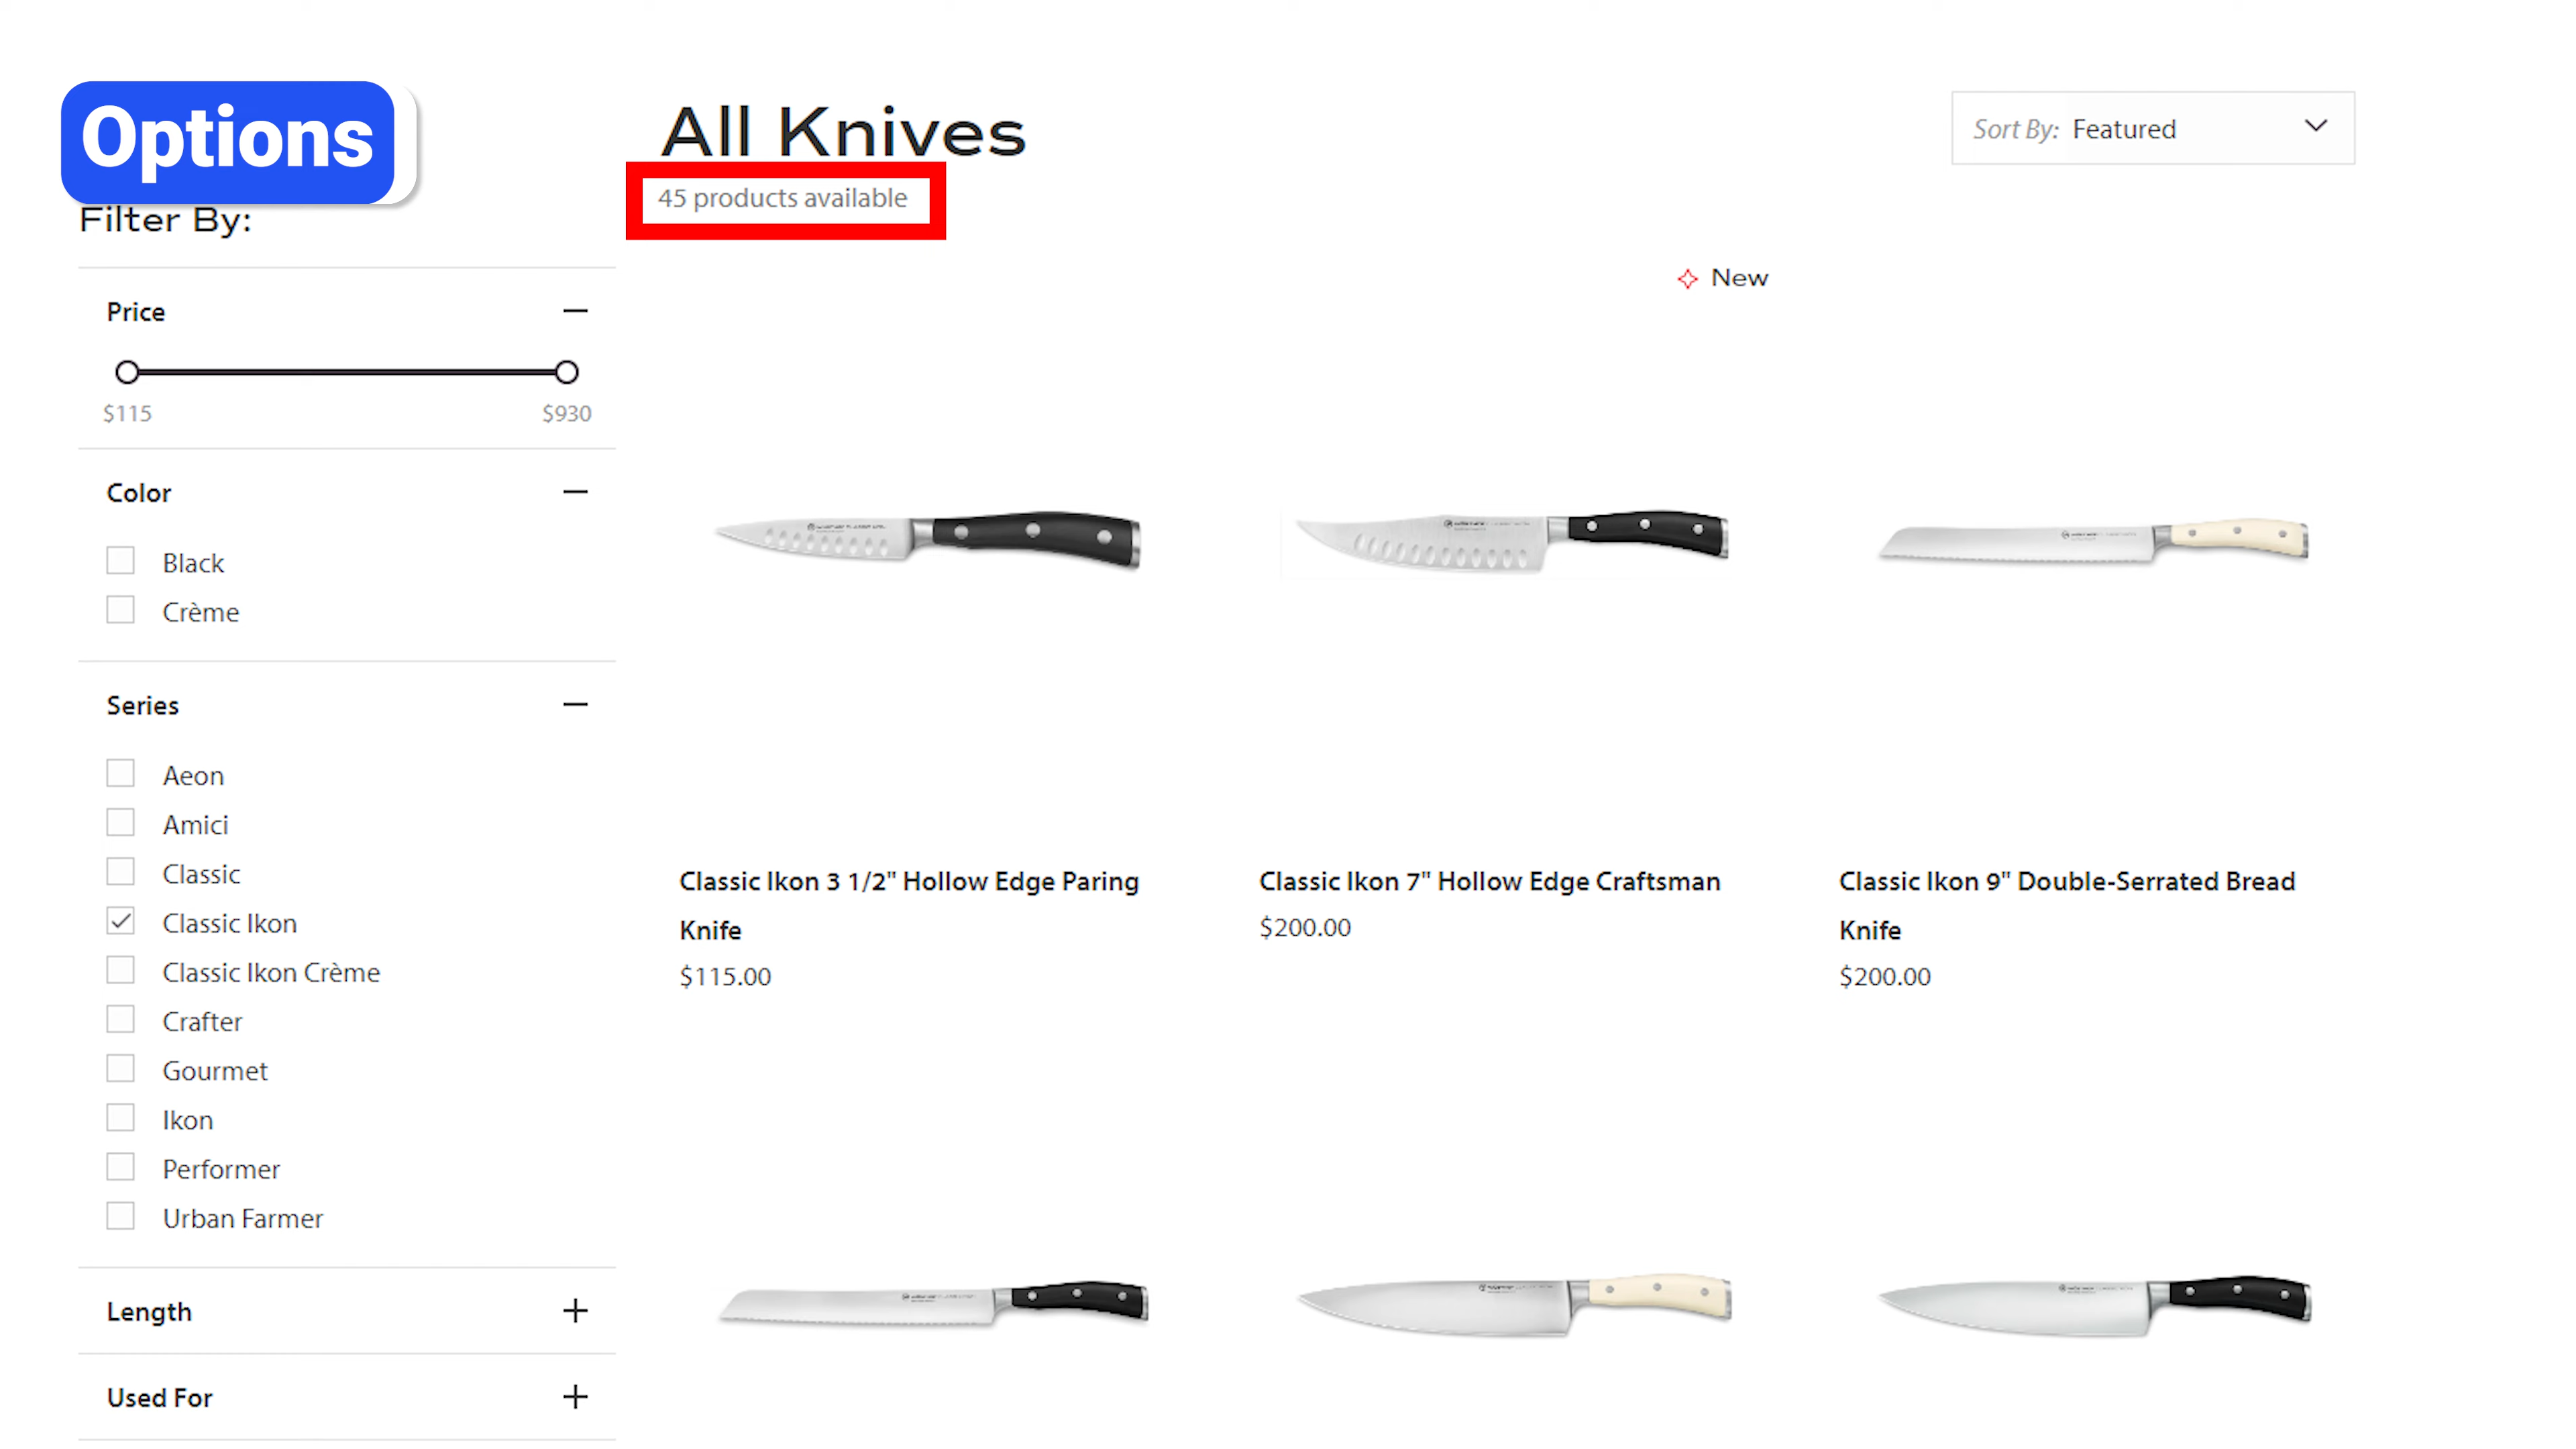 Options
All Knives
Sort By: Featured
45 products available
Filter By:
New
Price
$115 $930
Color
Black
Crème
Series
Aeon
Amici
Classic
Classic Ikon
Classic Ikon Crème
Crafter
Gourmet
Ikon
Performer
Urban Farmer
Length
Used For
Classic Ikon 3 1/2" Hollow Edge Paring
Knife
$115.00
Classic Ikon 7" Hollow Edge Craftsman
$200.00
Classic Ikon 9" Double-Serrated Bread
Knife
$200.00